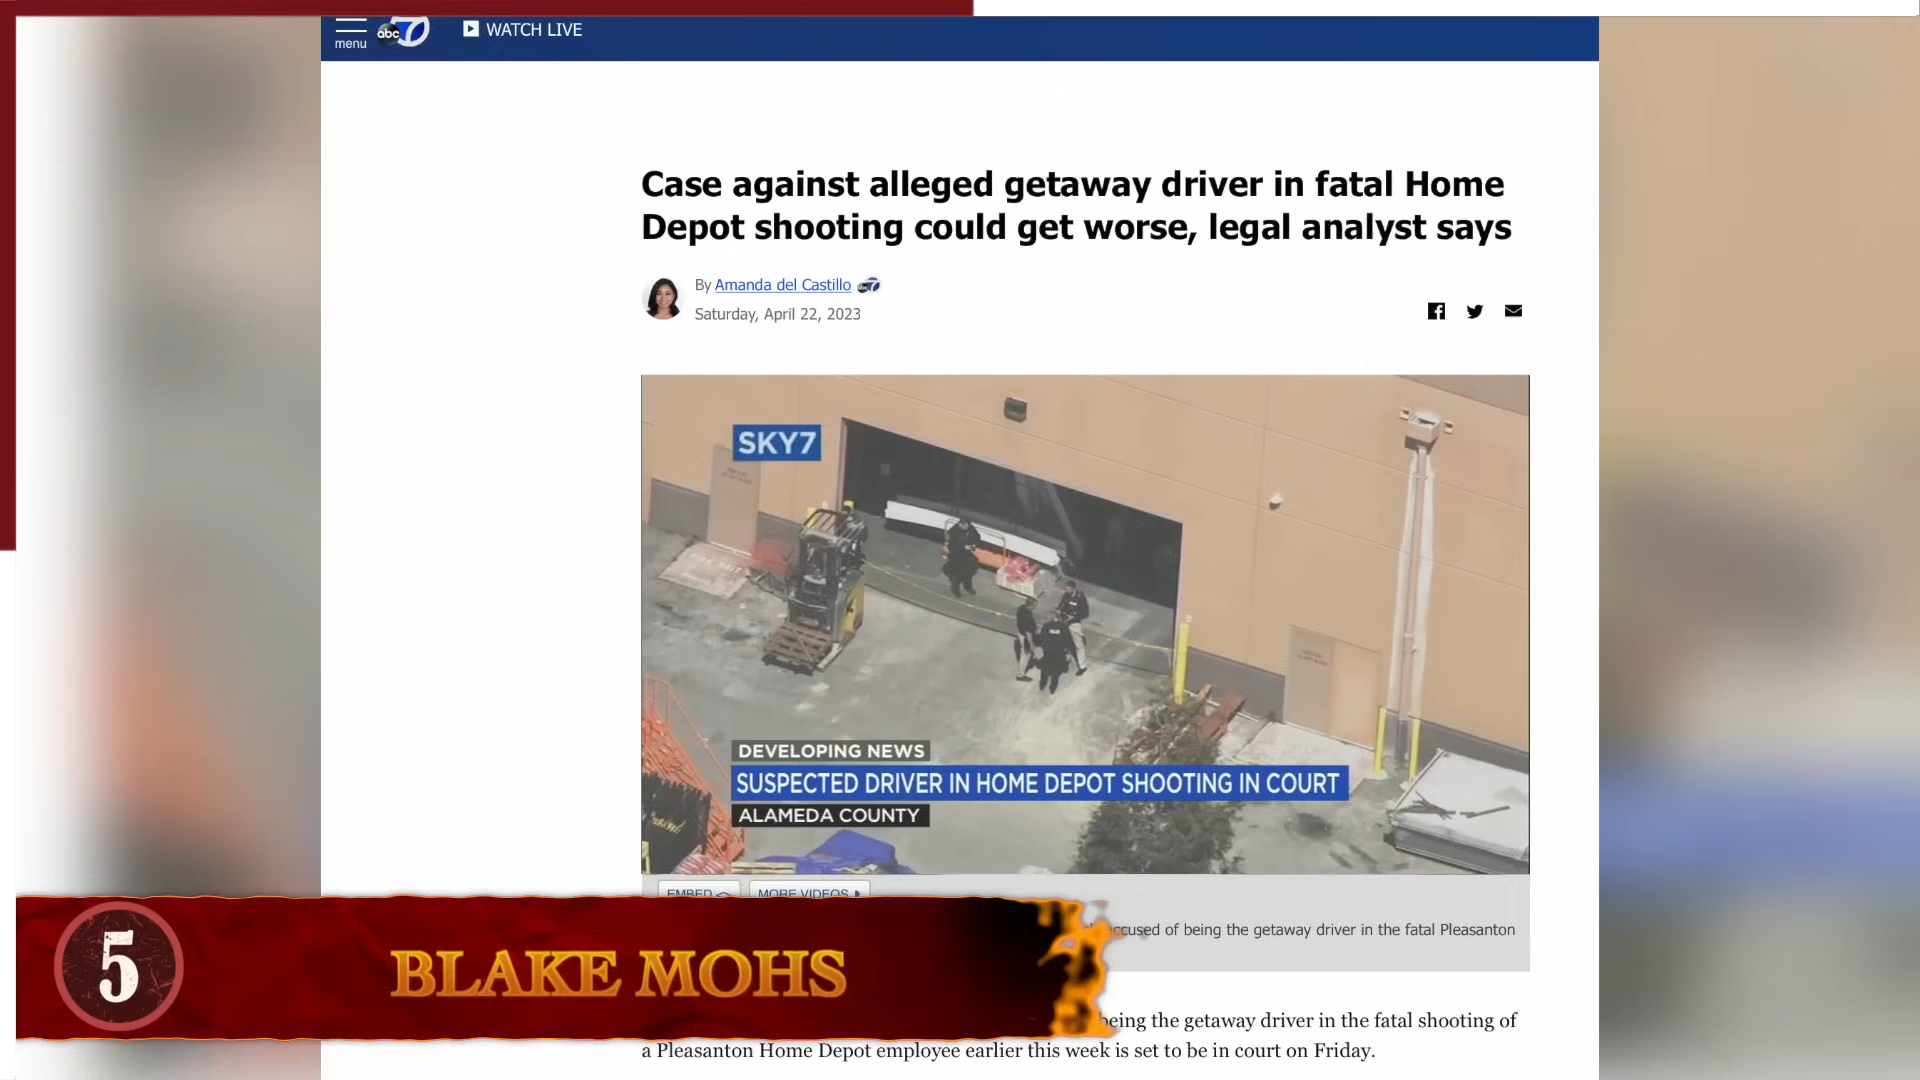 menu
abc 7
WATCH LIVE
Case against alleged getaway driver in fatal Home
Depot shooting could get worse, legal analyst says
By Amanda del Castillo
Saturday, April 22, 2023
SKY7
POLICE
DEVELOPING NEWS
SUSPECTED DRIVER IN HOME DEPOT SHOOTING IN COURT
ALAMEDA COUNTY
EMBED <>
MORE VIDEOS
accused of being the getaway driver in the fatal Pleasanton
5
BLAKE MOHS
being the getaway driver in the fatal shooting of
a Pleasanton Home Depot employee earlier this week is set to be in court on Friday.